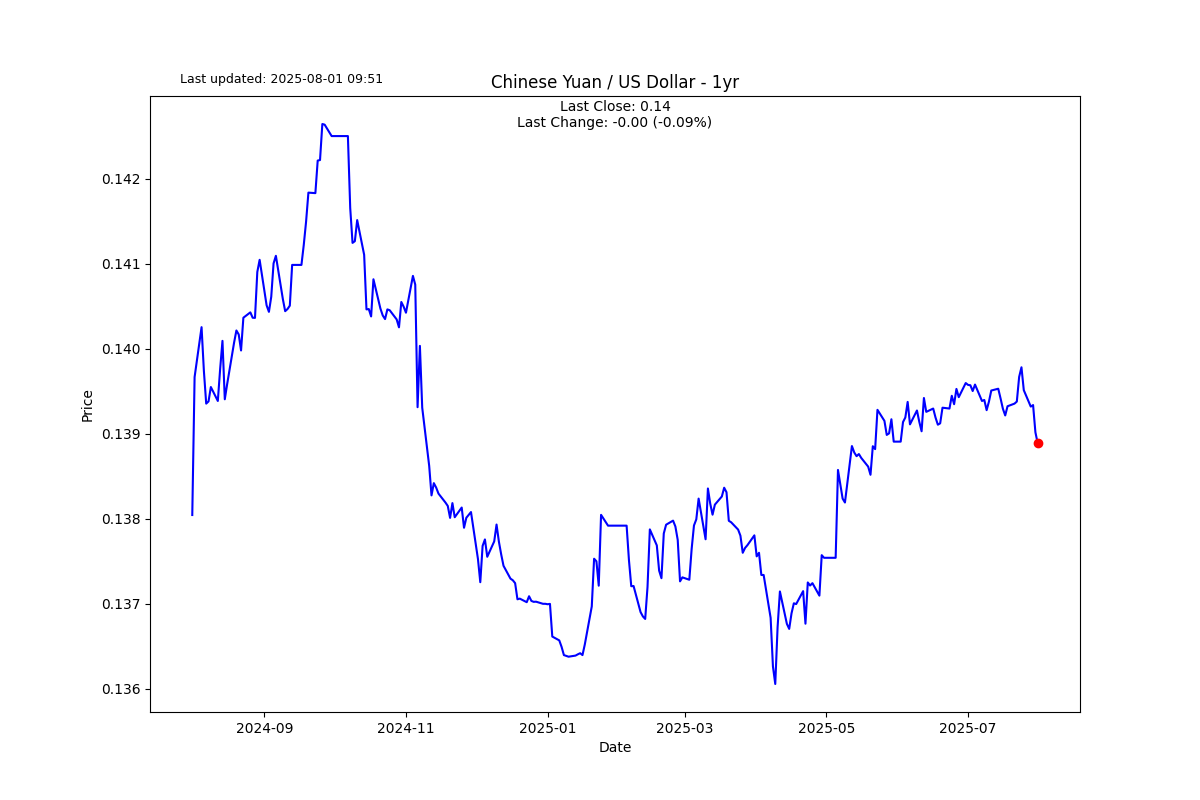 Last updated: 2025-08-01 09:51
Chinese Yuan / US Dollar - 1yr
Last Close: 0.14
Last Change: -0.00 (-0.09%)
0.142
0.141
0.140
0.139
0.138
0.137
0.136
Price
2024-09
2024-11
2025-01
2025-03
2025-05
2025-07
Date